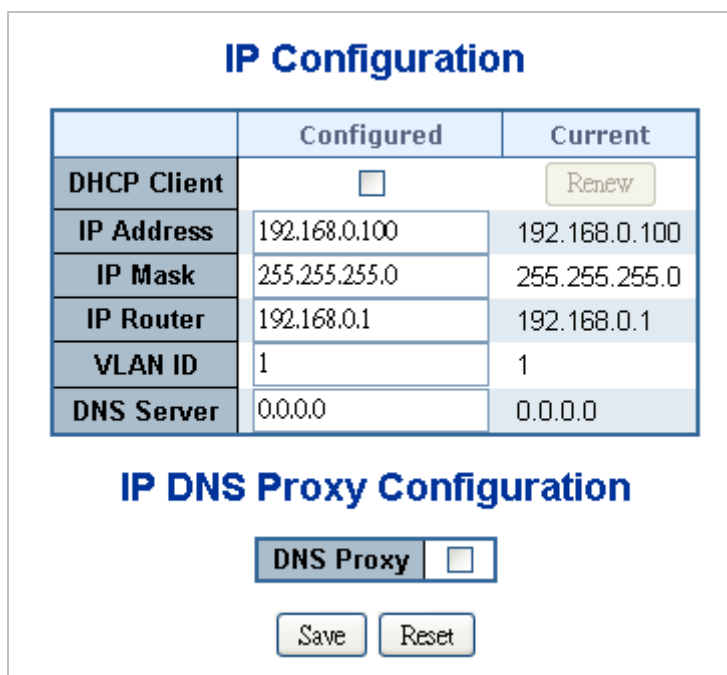 IP Configuration
Configured Current
DHCP Client Renew
IP Address 192.168.0.100 192.168.0.100
IP Mask 255.255.255.0 255.255.255.0
IP Router 192.168.0.1 192.168.0.1
VLAN ID 1 1
DNS Server 0.0.0.0 0.0.0.0
IP DNS Proxy Configuration
DNS Proxy
Save Reset